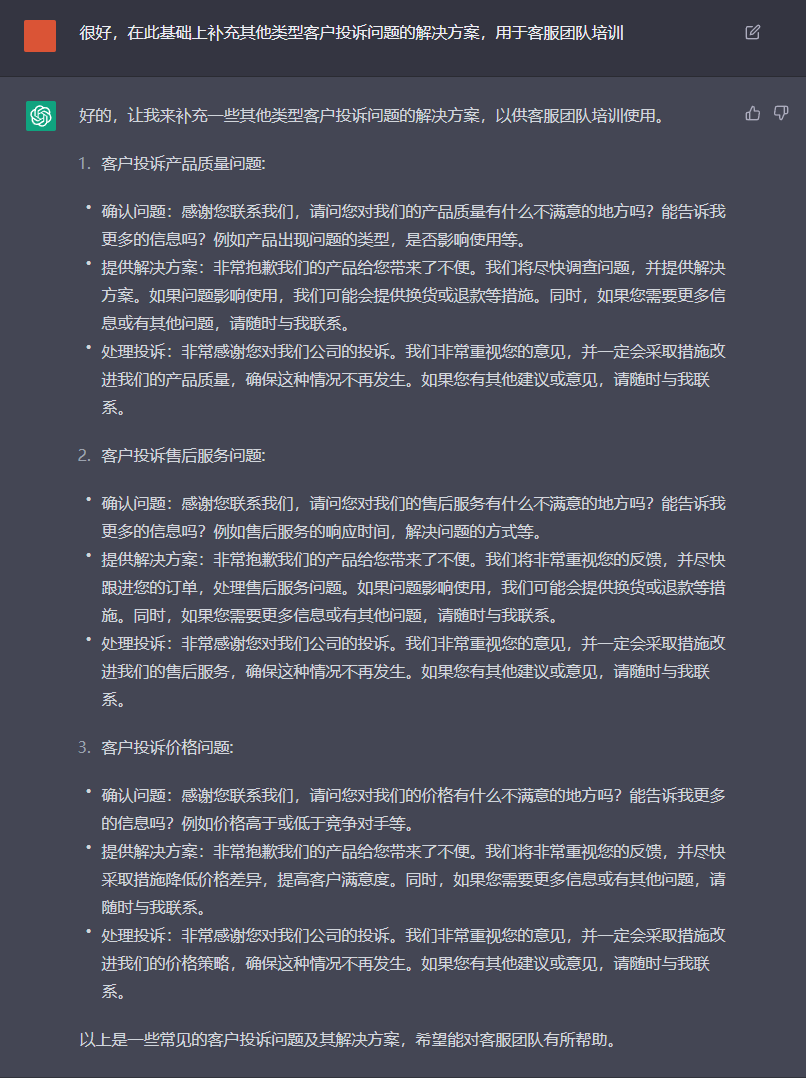 很好，在此基础上补充其他类型客户投诉问题的解决方案，用于客服团队培训
好的，让我来补充一些其他类型客户投诉问题的解决方案，以供客服团队培训使用。
1. 客户投诉产品质量问题:
• 确认问题：感谢您联系我们，请问您对我们的产品质量有什么不满意的地方吗？能告诉我
更多的信息吗？例如产品出现问题的类型，是否影响使用等。
• 提供解决方案：非常抱歉我们的产品给您带来了不便。我们将尽快调查问题，并提供解决
方案。如果问题影响使用，我们可能会提供换货或退款等措施。同时，如果您需要更多信
息或有其他问题，请随时与我联系。
• 处理投诉：非常感谢您对我们公司的投诉。我们非常重视您的意见，并一定会采取措施改
进我们的产品质量，确保这种情况不再发生。如果您有其他建议或意见，请随时与我联
系。
2. 客户投诉售后服务问题:
• 确认问题：感谢您联系我们，请问您对我们的售后服务有什么不满意的地方吗？能告诉我
更多的信息吗？例如售后服务的响应时间，解决问题的方式等。
• 提供解决方案：非常抱歉我们的产品给您带来了不便。我们将非常重视您的反馈，并尽快
跟进您的订单，处理售后服务问题。如果问题影响使用，我们可能会提供换货或退款等措
施。同时，如果您需要更多信息或有其他问题，请随时与我联系。
• 处理投诉：非常感谢您对我们公司的投诉。我们非常重视您的意见，并一定会采取措施改
进我们的售后服务，确保这种情况不再发生。如果您有其他建议或意见，请随时与我联
系。
3. 客户投诉价格问题:
• 确认问题：感谢您联系我们，请问您对我们的价格有什么不满意的地方吗？能告诉我更多
的信息吗？例如价格高于或低于竞争对手等。
• 提供解决方案：非常抱歉我们的产品给您带来了不便。我们将非常重视您的反馈，并尽快
采取措施降低价格差异，提高客户满意度。同时，如果您需要更多信息或有其他问题，请
随时与我联系。
• 处理投诉：非常感谢您对我们公司的投诉。我们非常重视您的意见，并一定会采取措施改
进我们的价格策略，确保这种情况不再发生。如果您有其他建议或意见，请随时与我联
系。
以上是一些常见的客户投诉问题及其解决方案，希望能对客服团队有所帮助。